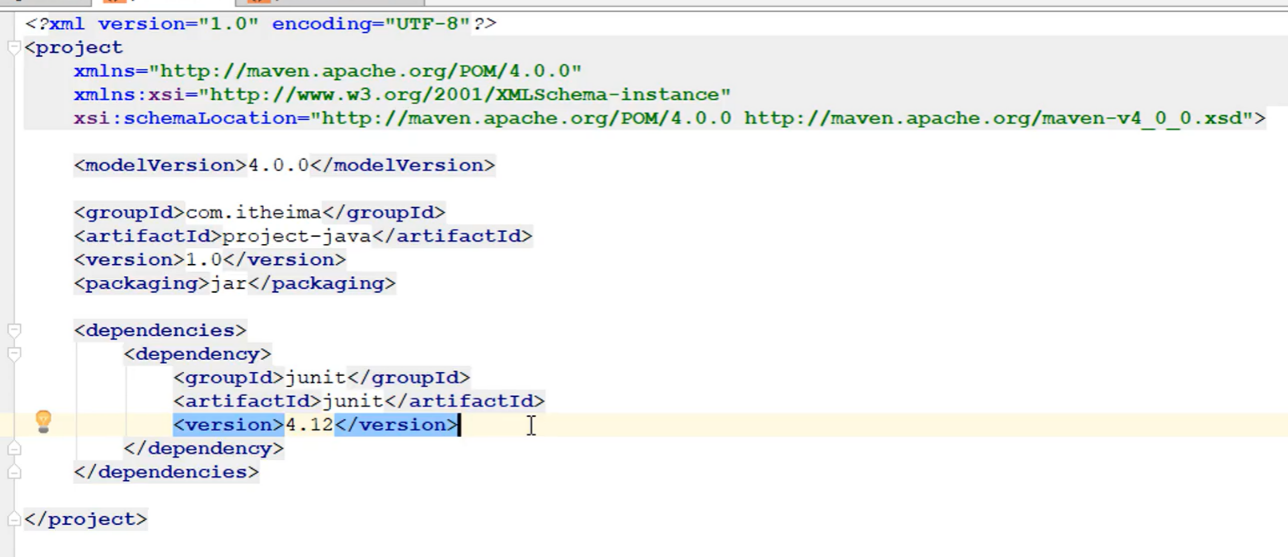 <?xml version="1.0" encoding="UTF-8"?>
<project
xmlns="http://maven.apache.org/POM/4.0.0"
xmlns:xsi="http://www.w3.org/2001/XMLSchema-instance"
xsi:schemaLocation="http://maven.apache.org/POM/4.0.0 http://maven.apache.org/maven-v4_0_0.xsd">
<modelVersion>4.0.0</modelVersion>
<groupId>com.itheima</groupId>
<artifactId>project-java</artifactId>
<version>1.0</version>
<packaging>jar</packaging>
<dependencies>
<dependency>
<groupId>junit</groupId>
<artifactId>junit</artifactId>
<version>4.12</version>
</dependency>
</dependencies>
</project>